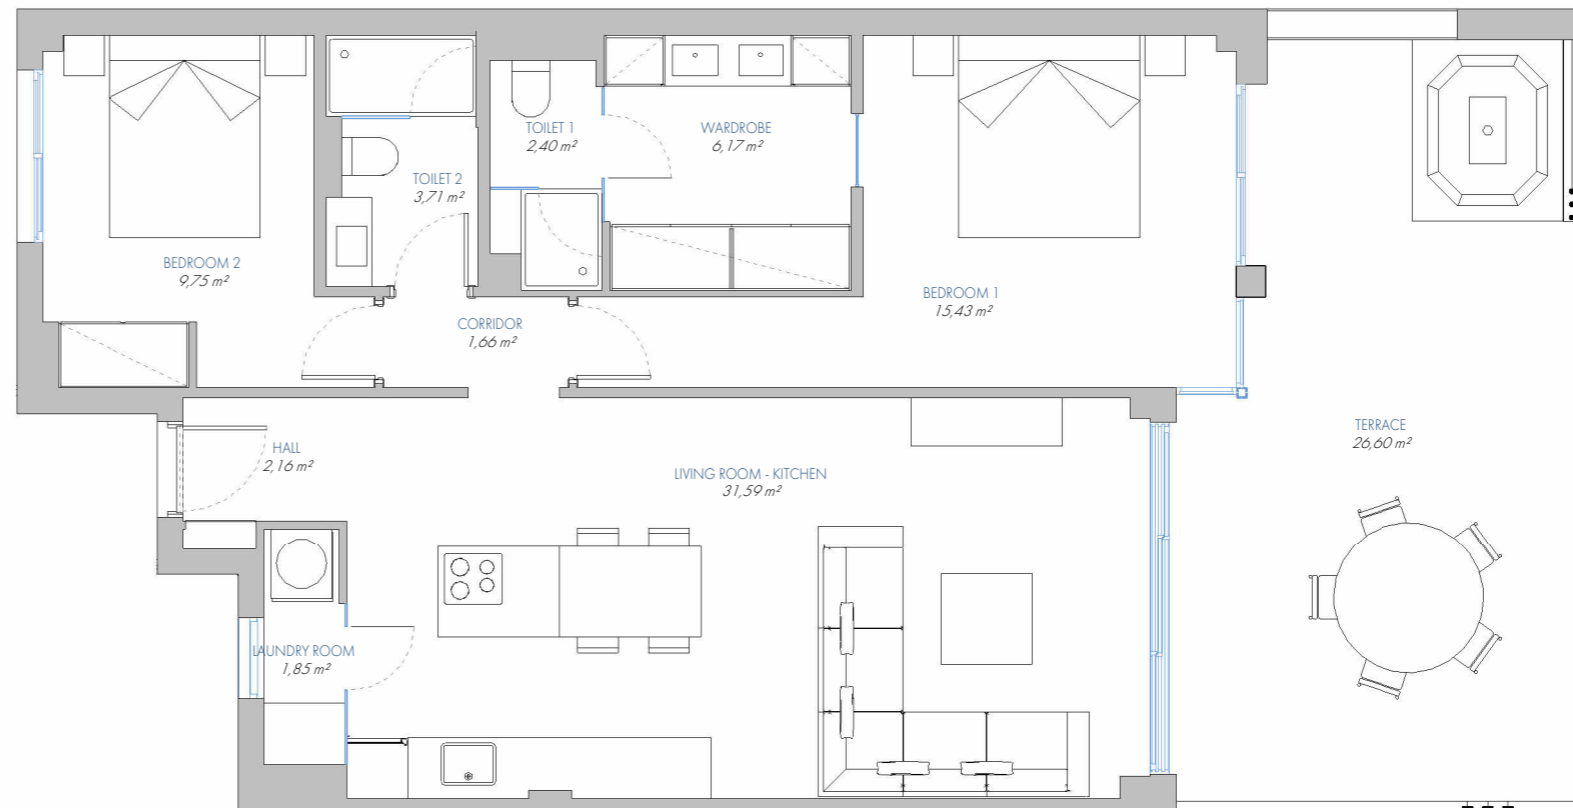 TOILET 1
2,40 m²
WARDROBE
6,17 m²
TOILET 2
3,71 m²
BEDROOM 2
9,75 m²
BEDROOM 1
15,43 m²
CORRIDOR
1,66 m²
TERRACE
26,60 m²
HALL
2,16 m²
LIVING ROOM - KITCHEN
31,59 m²
LAUNDRY ROOM
1,85 m²